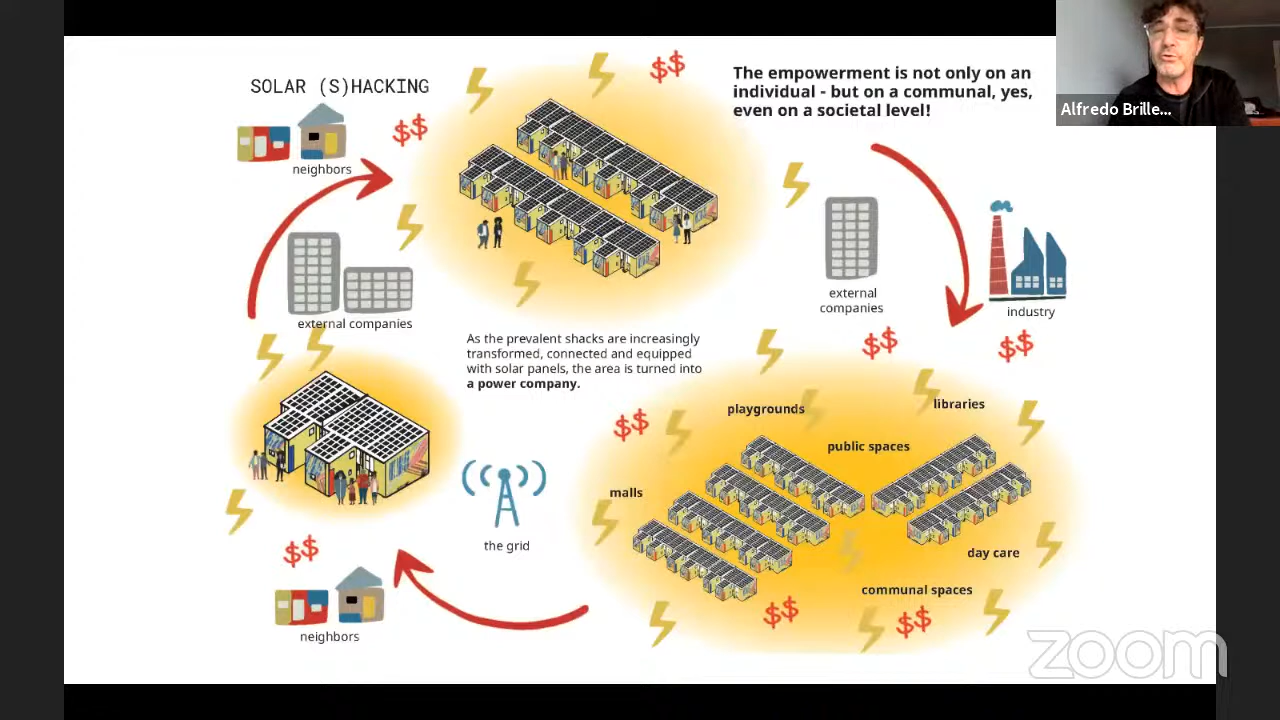 SOLAR (S)HACKING
$$
$$
The empowerment is not only on an
individual - but on a communal, yes,
even on a societal level!
Alfredo Brille...
neighbors
external companies
external
companies
industry
As the prevalent shacks are increasingly
transformed, connected and equipped
with solar panels, the area is turned into
a power company.
$$
$$
$$
playgrounds
libraries
public spaces
malls
the grid
day care
communal spaces
$$
$$
$$
neighbors
zoom